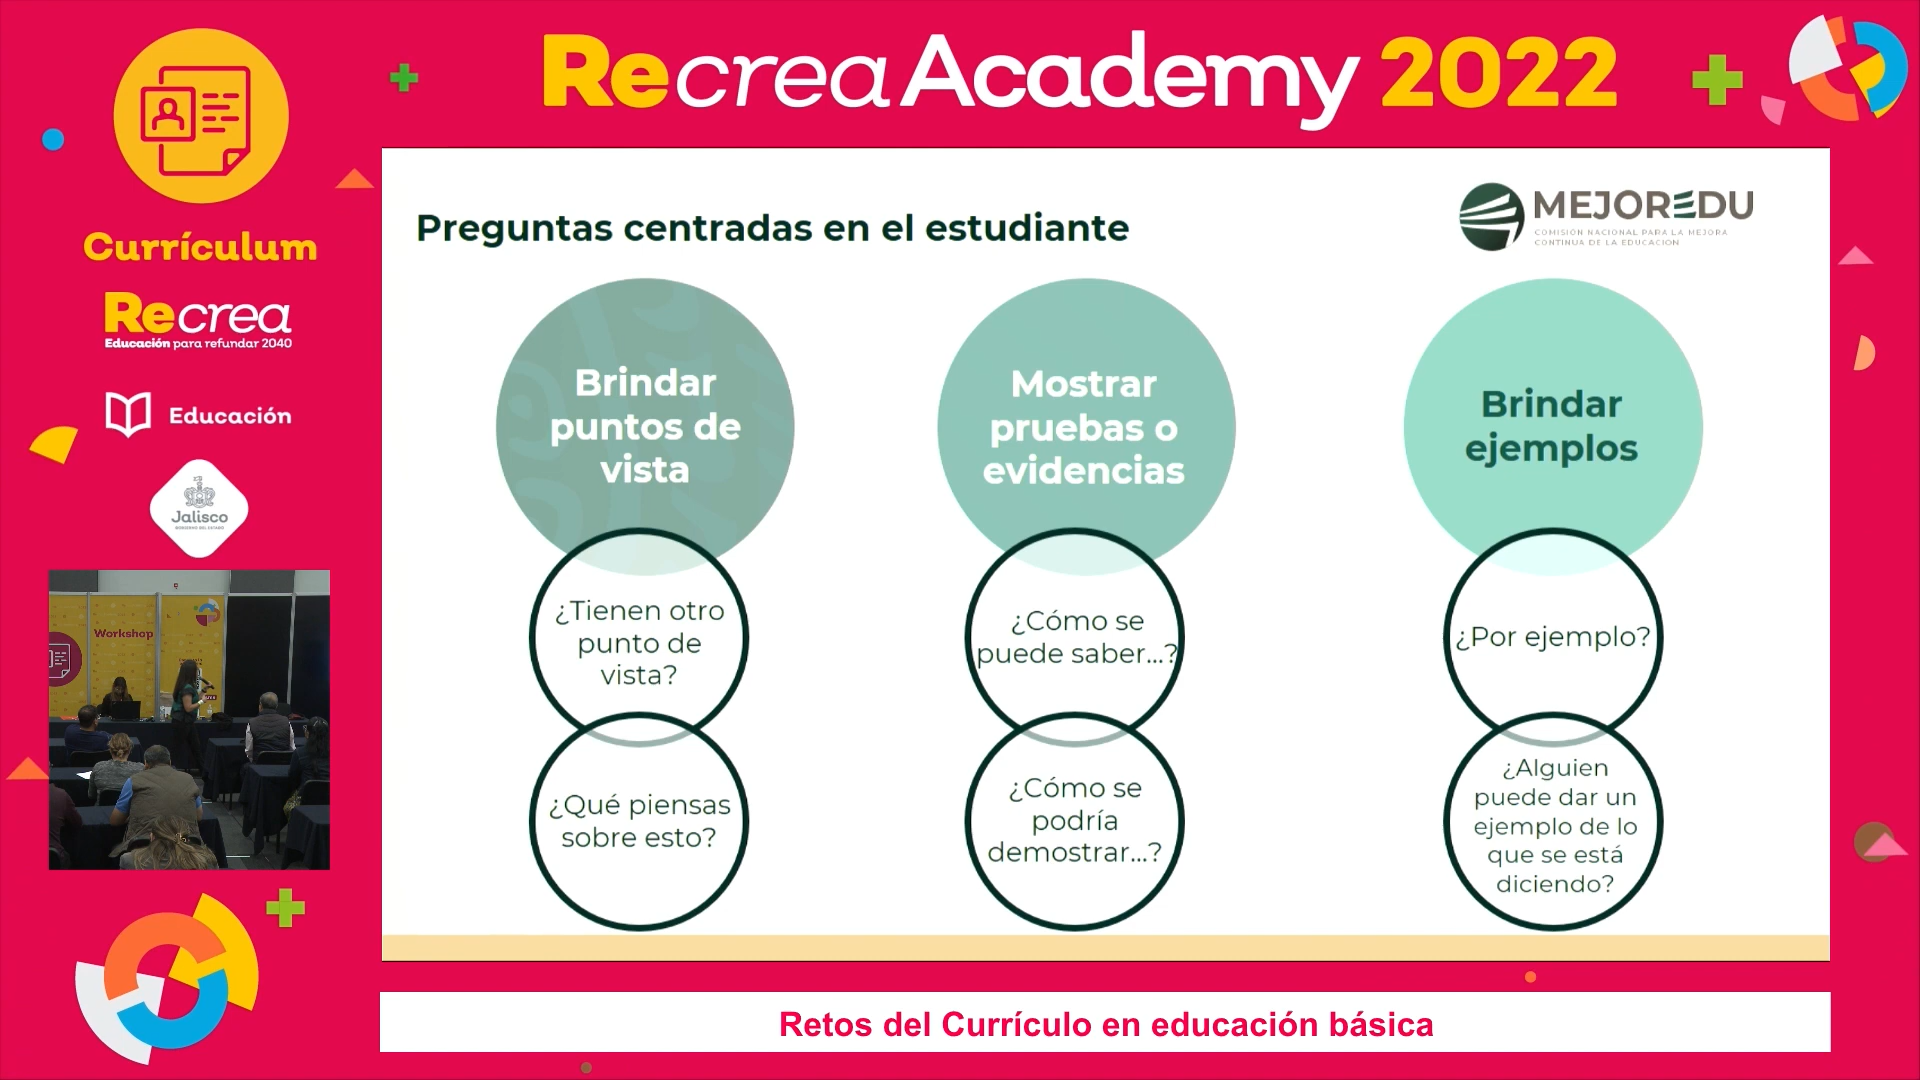 Recrea Academy 2022
Currículum
Recrea
Educación para refundar 2040
Educación
Jalisco
GOBIERNO DEL ESTADO
Workshop
Preguntas centradas en el estudiante
MEJOREDU
COMISIÓN NACIONAL PARA LA MEJORA
CONTINUA DE LA EDUCACIÓN
Brindar
puntos de
vista
¿Tienen otro
punto de
vista?
¿Qué piensas
sobre esto?
Mostrar
pruebas o
evidencias
¿Cómo se
puede saber...?
¿Cómo se
podría
demostrar...?
Brindar
ejemplos
¿Por ejemplo?
¿Alguien
puede dar un
ejemplo de lo
que se está
diciendo?
Retos del Currículo en educación básica